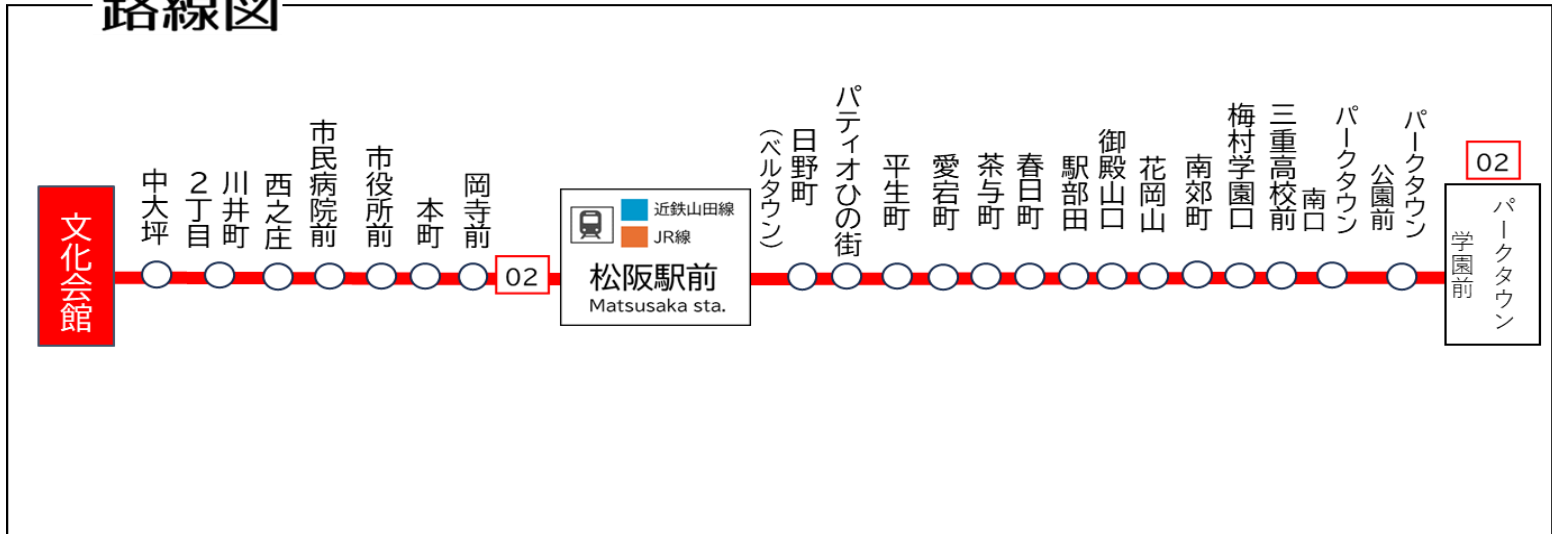 路線図
文化会館
中大坪
川井町
２丁目
西之庄
市民病院前
市役所前
本町
岡寺前
02
近鉄山田線
JR線
松阪駅前
Matsusaka sta.
日野町
（ベルタウン）
パティオひの街
平生町
愛宕町
茶与町
春日町
駅部田
御殿山口
花岡山
南郊町
梅村学園口
三重高校前
パークタウン
南口
パークタウン
公園前
02
パークタウン
学園前